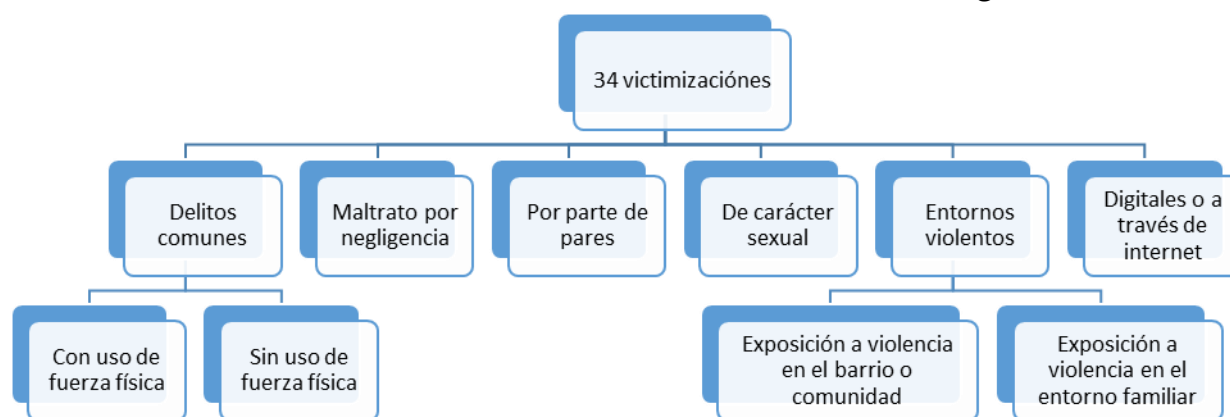 34 victimizaciónes
Delitos
comunes
Maltrato por
negligencia
Por parte de
pares
De carácter
sexual
Entornos
violentos
Digitales o a
través de
internet
Con uso de
fuerza física
Sin uso de
fuerza física
Exposición a violencia
en el barrio o
comunidad
Exposición a
violencia en el
entorno familiar